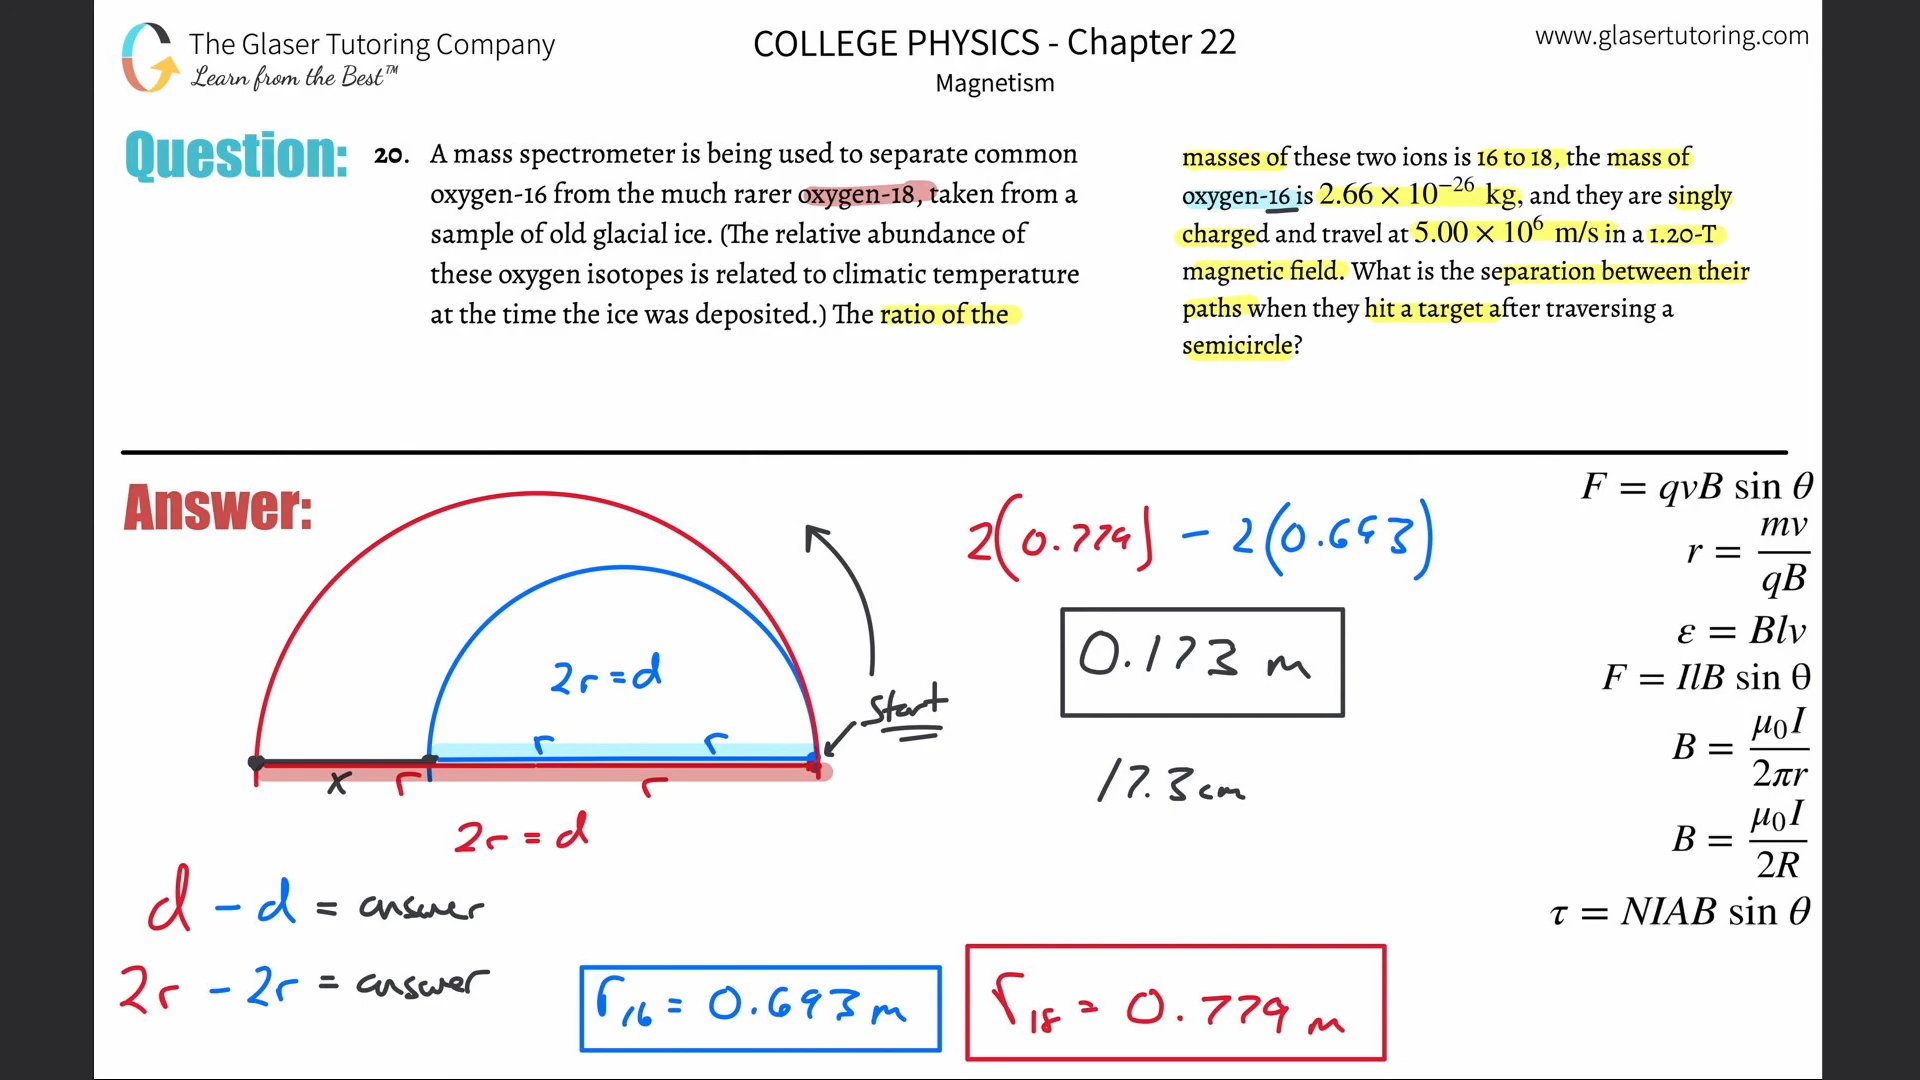 The Glaser Tutoring Company
Learn from the Best™
COLLEGE PHYSICS - Chapter 22
Magnetism
www.glasertutoring.com
Question:
20. A mass spectrometer is being used to separate common
oxygen-16 from the much rarer oxygen-18, taken from a
sample of old glacial ice. (The relative abundance of
these oxygen isotopes is related to climatic temperature
at the time the ice was deposited.) The ratio of the
masses of these two ions is 16 to 18, the mass of
oxygen-16 is 2.66 × 10⁻²⁶ kg, and they are singly
charged and travel at 5.00 × 10⁶ m/s in a 1.20-T
magnetic field. What is the separation between their
paths when they hit a target after traversing a
semicircle?
Answer:
2r = d
r r
start
x r r
2r = d
d - d = answer
2r - 2r = answer
r₁₆ = 0.693 m
r₁₈ = 0.779 m
2(0.779) - 2(0.693)
0.173 m
17.3 cm
F = qvB sin θ
r = mv/qB
ε = Blv
F = IlB sin θ
B = μ₀I/2πr
B = μ₀I/2R
τ = NIAB sin θ